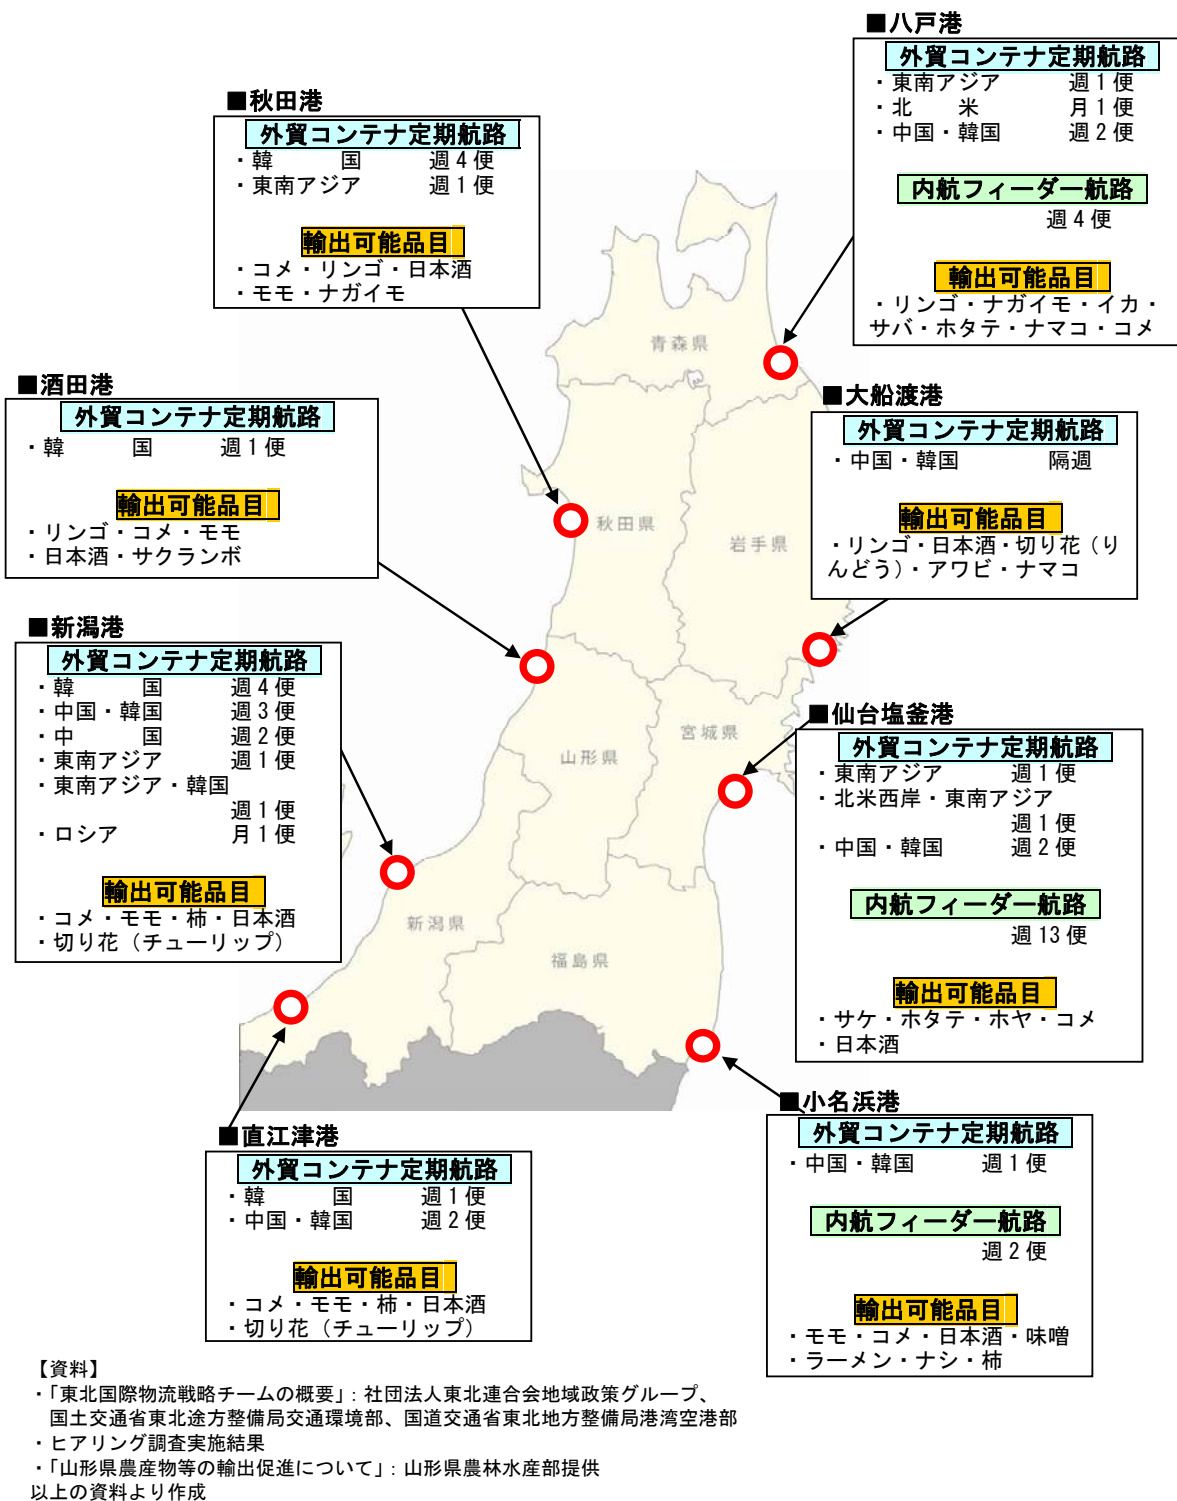 ■八戸港
外貿コンテナ定期航路
・東南アジア 週1便
・北 米 月1便
・中国・韓国 週2便
内航フィーダー航路
週4便
輸出可能品目
・リンゴ・ナガイモ・イカ・
サバ・ホタテ・ナマコ・コメ
■秋田港
外貿コンテナ定期航路
・韓 国 週4便
・東南アジア 週1便
輸出可能品目
・コメ・リンゴ・日本酒
・モモ・ナガイモ
青森県
■酒田港
外貿コンテナ定期航路
・韓 国 週1便
輸出可能品目
・リンゴ・コメ・モモ
・日本酒・サクランボ
■大船渡港
外貿コンテナ定期航路
・中国・韓国 隔週
輸出可能品目
・リンゴ・日本酒・切り花（り
んどう）・アワビ・ナマコ
秋田県
岩手県
■新潟港
外貿コンテナ定期航路
・韓 国 週4便
・中国・韓国 週3便
・中 国 週2便
・東南アジア 週1便
・東南アジア・韓国
週1便
・ロシア 月1便
輸出可能品目
・コメ・モモ・柿・日本酒
・切り花（チューリップ）
宮城県
山形県
■仙台塩釜港
外貿コンテナ定期航路
・東南アジア 週1便
・北米西岸・東南アジア
週1便
・中国・韓国 週2便
内航フィーダー航路
週13便
輸出可能品目
・サケ・ホタテ・ホヤ・コメ
・日本酒
新潟県
福島県
■直江津港
外貿コンテナ定期航路
・韓 国 週1便
・中国・韓国 週2便
輸出可能品目
・コメ・モモ・柿・日本酒
・切り花（チューリップ）
■小名浜港
外貿コンテナ定期航路
・中国・韓国 週1便
内航フィーダー航路
週2便
輸出可能品目
・モモ・コメ・日本酒・味噌
・ラーメン・ナシ・柿
【資料】
・「東北国際物流戦略チームの概要」：社団法人東北連合会地域政策グループ、
国土交通省東北途方整備局交通環境部、国道交通省東北地方整備局港湾空港部
・ヒアリング調査実施結果
・「山形県農産物等の輸出促進について」：山形県農林水産部提供
以上の資料より作成